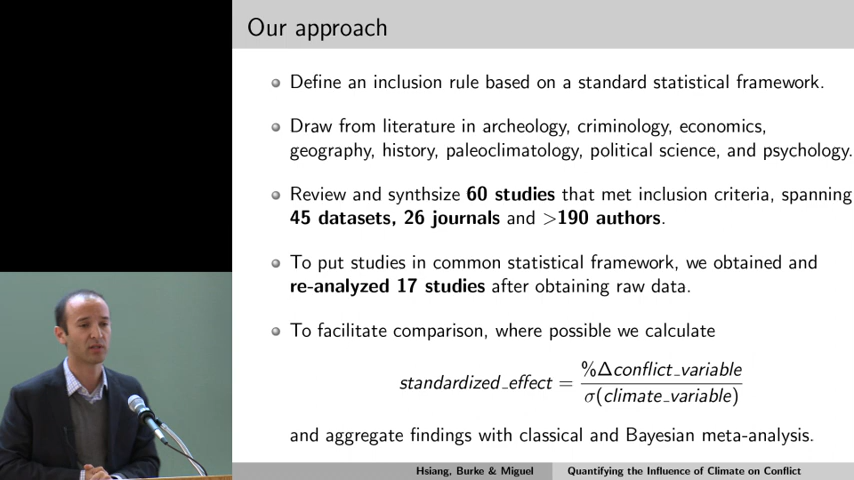 Our approach
Define an inclusion rule based on a standard statistical framework.
Draw from literature in archeology, criminology, economics,
geography, history, paleoclimatology, political science, and psychology.
Review and synthsize 60 studies that met inclusion criteria, spanning
45 datasets, 26 journals and >190 authors.
To put studies in common statistical framework, we obtained and
re-analyzed 17 studies after obtaining raw data.
To facilitate comparison, where possible we calculate
standardized_effect = %Δconflict_variable / σ(climate_variable)
and aggregate findings with classical and Bayesian meta-analysis.
Hsiang, Burke & Miguel Quantifying the Influence of Climate on Conflict